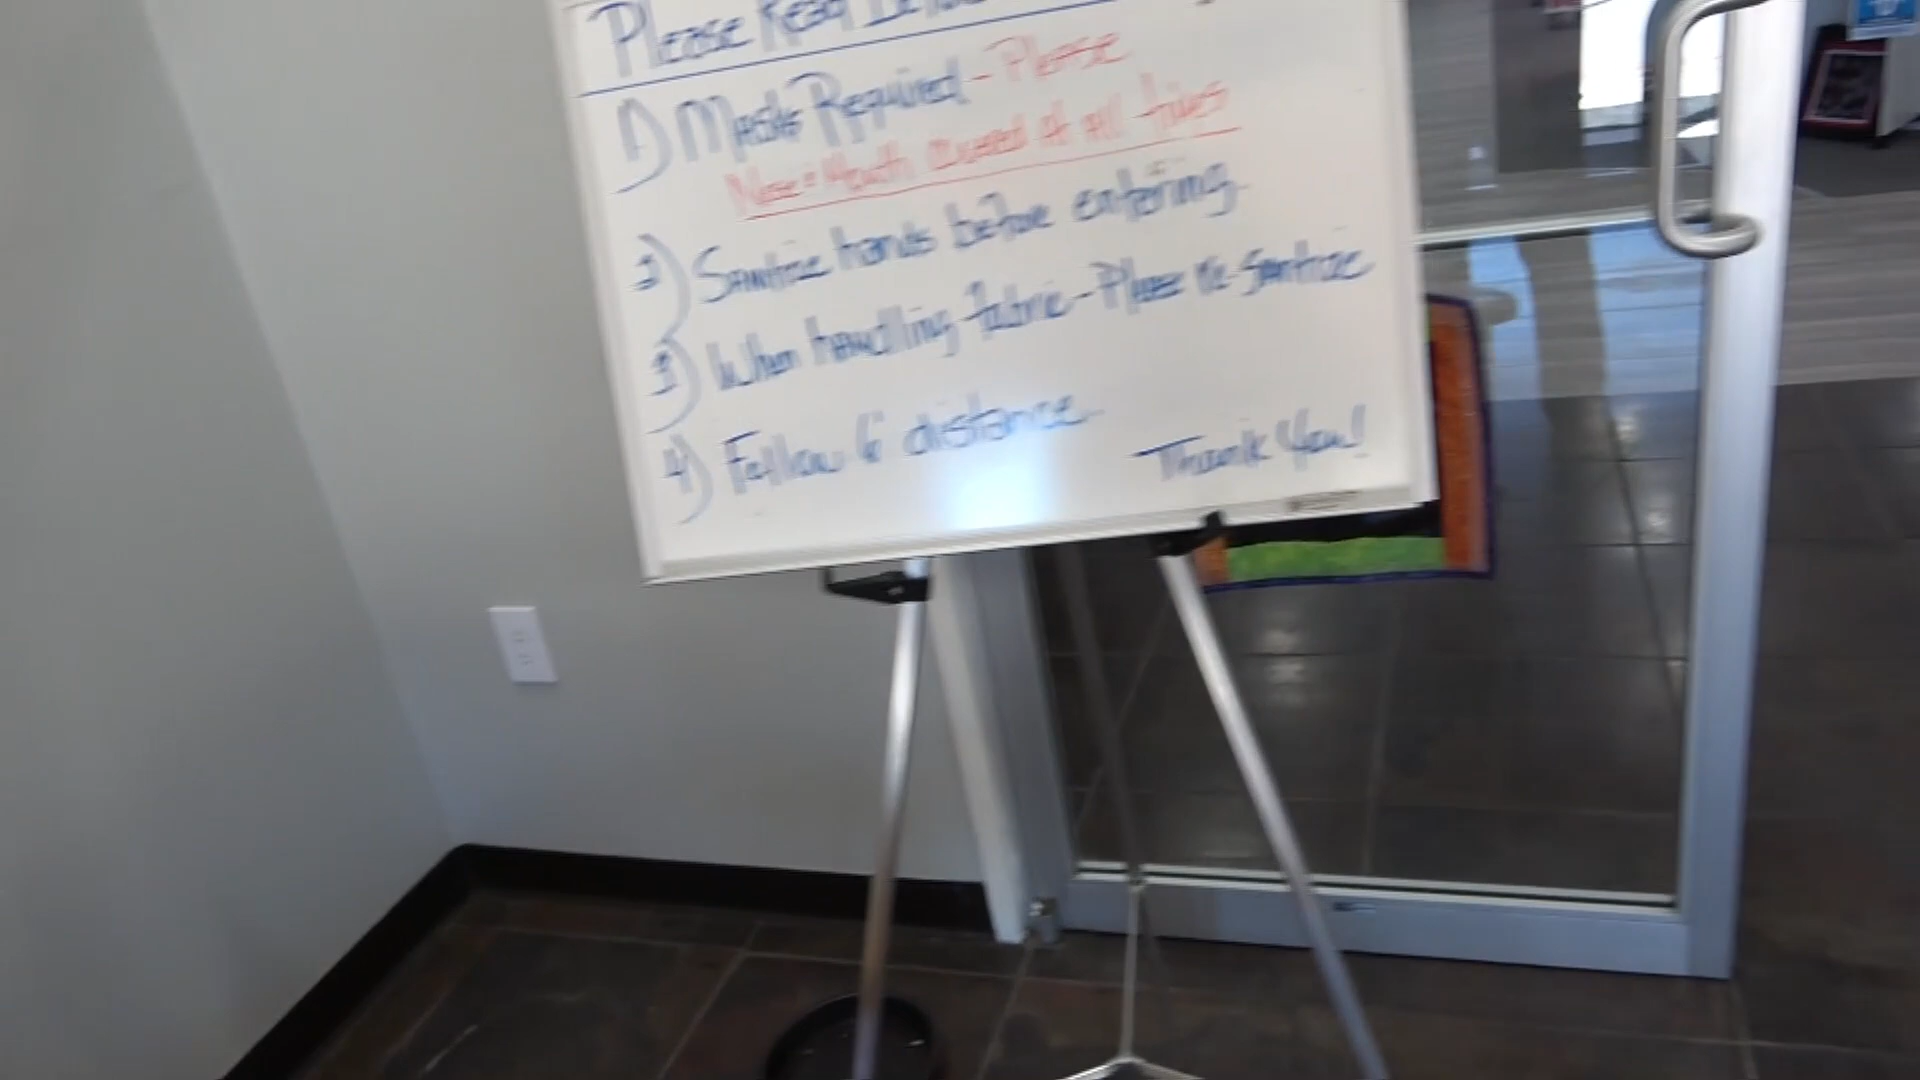 Please Read Before
1) Masks Required - Please
Nose + Mouth covered at all times
2) Sanitize hands before entering.
3) When handling fabric - Please re-sanitize
4) Follow 6' distance.
Thank You!